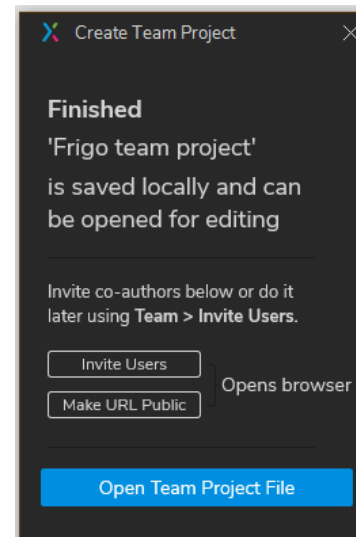 Create Team Project
Finished
'Frigo team project'
is saved locally and can
be opened for editing
Invite co-authors below or do it
later using Team > Invite Users.
Invite Users
Opens browser
Make URL Public
Open Team Project File